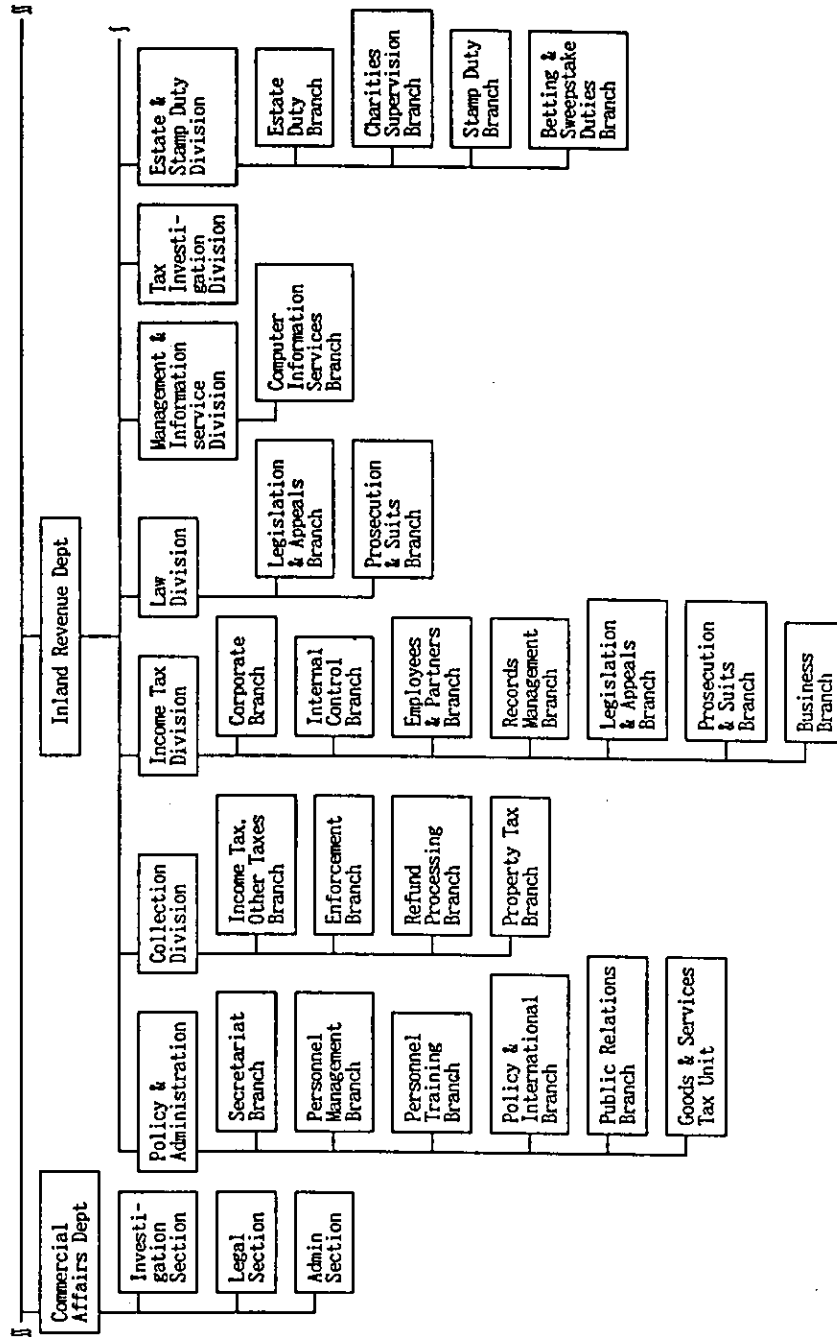 Commercial
Affairs Dept
Investi-
gation
Section
Legal
Section
Admin
Section
Inland Revenue Dept
Policy &
Administration
Secretariat
Branch
Personnel
Management
Branch
Personnel
Training
Branch
Policy &
International
Branch
Public Relations
Branch
Goods & Services
Tax Unit
Collection
Division
Income Tax,
Other Taxes
Branch
Enforcement
Branch
Refund
Processing
Branch
Property Tax
Branch
Income Tax
Division
Corporate
Branch
Internal
Control
Branch
Employees
& Partners
Branch
Records
Management
Branch
Legislation
& Appeals
Branch
Prosecution
& Suits
Branch
Business
Branch
Law
Division
Legislation
& Appeals
Branch
Prosecution
& Suits
Branch
Management &
Information
service
Division
Computer
Information
Services
Branch
Tax
Investi-
gation
Division
Estate &
Stamp Duty
Division
Estate
Duty
Branch
Charities
Supervision
Branch
Stamp Duty
Branch
Betting &
Sweepstake
Duties
Branch